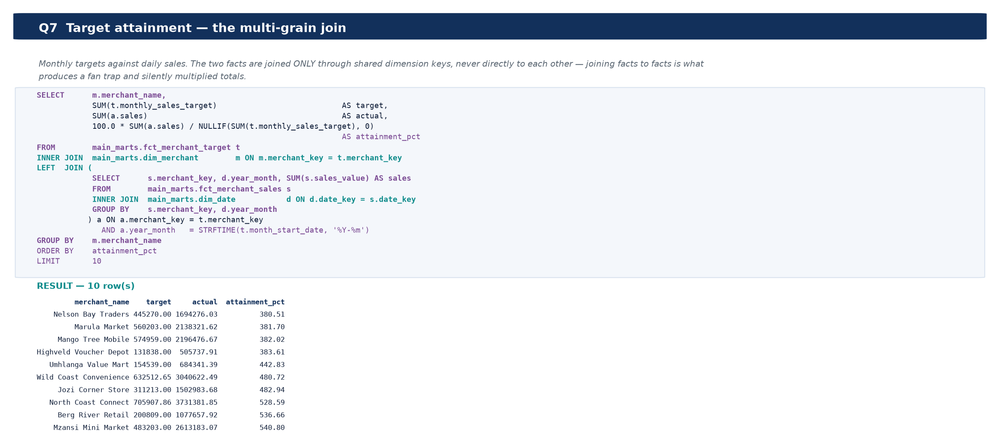 Q7  Target attainment — the multi-grain join
Monthly targets against daily sales. The two facts are joined ONLY through shared dimension keys, never directly to each other — joining facts to facts is what
produces a fan trap and silently multiplied totals.
SELECT      m.merchant_name,
            SUM(t.monthly_sales_target)                           AS target,
            SUM(a.sales)                                          AS actual,
            100.0 * SUM(a.sales) / NULLIF(SUM(t.monthly_sales_target), 0)
                                                                  AS attainment_pct
FROM        main_marts.fct_merchant_target t
INNER JOIN  main_marts.dim_merchant        m ON m.merchant_key = t.merchant_key
LEFT  JOIN (
            SELECT      s.merchant_key, d.year_month, SUM(s.sales_value) AS sales
            FROM        main_marts.fct_merchant_sales s
            INNER JOIN  main_marts.dim_date           d ON d.date_key = s.date_key
            GROUP BY    s.merchant_key, d.year_month
           ) a ON a.merchant_key = t.merchant_key
              AND a.year_month   = STRFTIME(t.month_start_date, '%Y-%m')
GROUP BY    m.merchant_name
ORDER BY    attainment_pct
LIMIT       10
RESULT — 10 row(s)
merchant_name    target     actual  attainment_pct
Nelson Bay Traders 445270.00 1694276.03          380.51
Marula Market 560203.00 2138321.62          381.70
Mango Tree Mobile 574959.00 2196476.67          382.02
Highveld Voucher Depot 131838.00  505737.91          383.61
Umhlanga Value Mart 154539.00  684341.39          442.83
Wild Coast Convenience 632512.65 3040622.49          480.72
Jozi Corner Store 311213.00 1502983.68          482.94
North Coast Connect 705907.86 3731381.85          528.59
Berg River Retail 200809.00 1077657.92          536.66
Mzansi Mini Market 483203.00 2613183.07          540.80